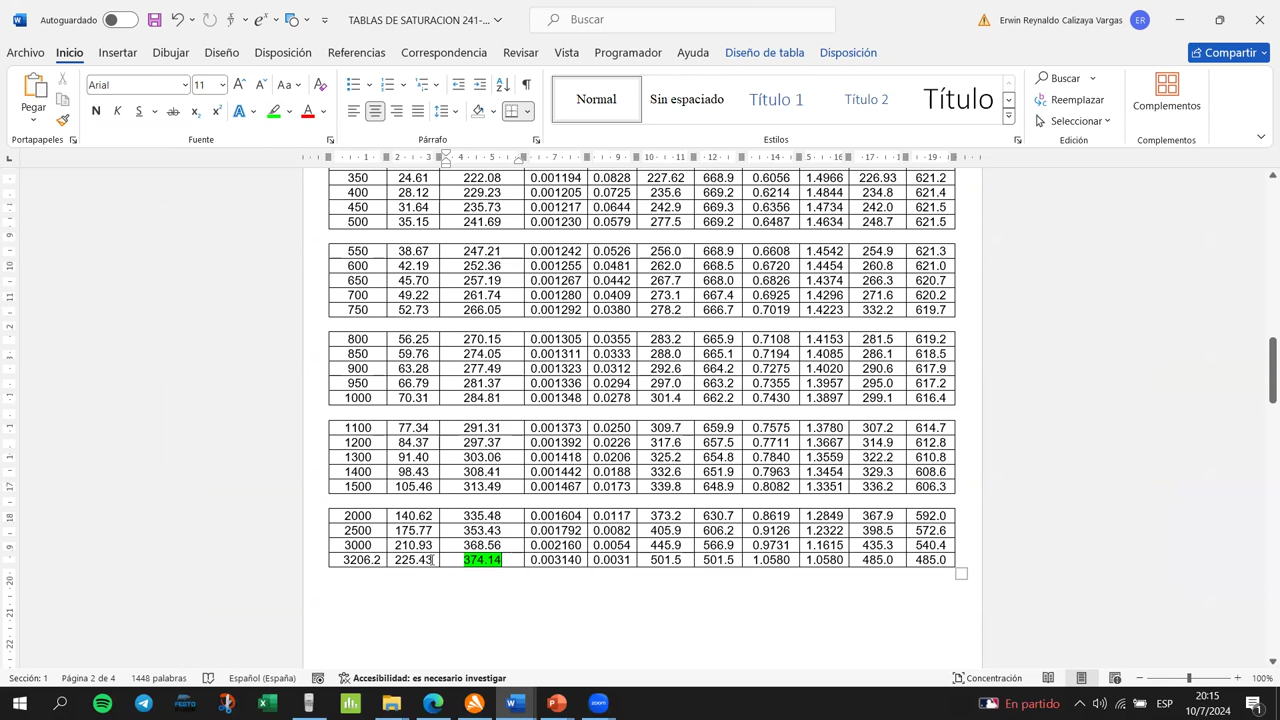 Autoguardado
TABLAS DE SATURACION 241-...
Buscar
Erwin Reynaldo Calizaya Vargas
ER
Archivo Inicio Insertar Dibujar Diseño Disposición Referencias Correspondencia Revisar Vista Programador Ayuda Diseño de tabla Disposición
Compartir
Pegar
Arial 11
N K S ab
Normal
Sin espaciado
Título 1
Título 2
Título
Buscar
Reemplazar
Seleccionar
Complementos
Portapapeles Fuente Párrafo Estilos Edición Complementos
350 24.61 222.08 0.001194 0.0828 227.62 668.9 0.6056 1.4966 226.93 621.2
400 28.12 229.23 0.001205 0.0725 235.6 669.2 0.6214 1.4844 234.8 621.4
450 31.64 235.73 0.001217 0.0644 242.9 669.3 0.6356 1.4734 242.0 621.5
500 35.15 241.69 0.001230 0.0579 277.5 669.2 0.6487 1.4634 248.7 621.5
550 38.67 247.21 0.001242 0.0526 256.0 668.9 0.6608 1.4542 254.9 621.3
600 42.19 252.36 0.001255 0.0481 262.0 668.5 0.6720 1.4454 260.8 621.0
650 45.70 257.19 0.001267 0.0442 267.7 668.0 0.6826 1.4374 266.3 620.7
700 49.22 261.74 0.001280 0.0409 273.1 667.4 0.6925 1.4296 271.6 620.2
750 52.73 266.05 0.001292 0.0380 278.2 666.7 0.7019 1.4223 332.2 619.7
800 56.25 270.15 0.001305 0.0355 283.2 665.9 0.7108 1.4153 281.5 619.2
850 59.76 274.05 0.001311 0.0333 288.0 665.1 0.7194 1.4085 286.1 618.5
900 63.28 277.49 0.001323 0.0312 292.6 664.2 0.7275 1.4020 290.6 617.9
950 66.79 281.37 0.001336 0.0294 297.0 663.2 0.7355 1.3957 295.0 617.2
1000 70.31 284.81 0.001348 0.0278 301.4 662.2 0.7430 1.3897 299.1 616.4
1100 77.34 291.31 0.001373 0.0250 309.7 659.9 0.7575 1.3780 307.2 614.7
1200 84.37 297.37 0.001392 0.0226 317.6 657.5 0.7711 1.3667 314.9 612.8
1300 91.40 303.06 0.001418 0.0206 325.2 654.8 0.7840 1.3559 322.2 610.8
1400 98.43 308.41 0.001442 0.0188 332.6 651.9 0.7963 1.3454 329.3 608.6
1500 105.46 313.49 0.001467 0.0173 339.8 648.9 0.8082 1.3351 336.2 606.3
2000 140.62 335.48 0.001604 0.0117 373.2 630.7 0.8619 1.2849 367.9 592.0
2500 175.77 353.43 0.001792 0.0082 405.9 606.2 0.9126 1.2322 398.5 572.6
3000 210.93 368.56 0.002160 0.0054 445.9 566.9 0.9731 1.1615 435.3 540.4
3206.2 225.43 374.14 0.003140 0.0031 501.5 501.5 1.0580 1.0580 485.0 485.0
Sección: 1 Página 2 de 4 1448 palabras Español (España) Accesibilidad: es necesario investigar Concentración 100%
En partido
ESP
20:15
10/7/2024